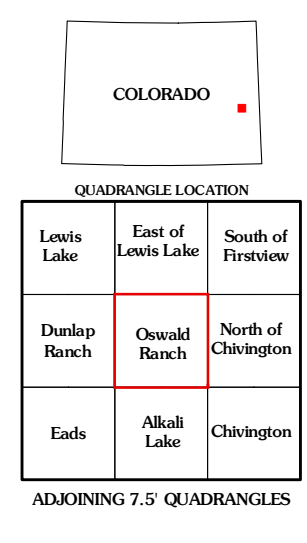 COLORADO
QUADRANGLE LOCATION
Lewis
Lake
East of
Lewis Lake
South of
Firstview
Dunlap
Ranch
Oswald
Ranch
North of
Chivington
Eads
Alkali
Lake
Chivington
ADJOINING 7.5' QUADRANGLES